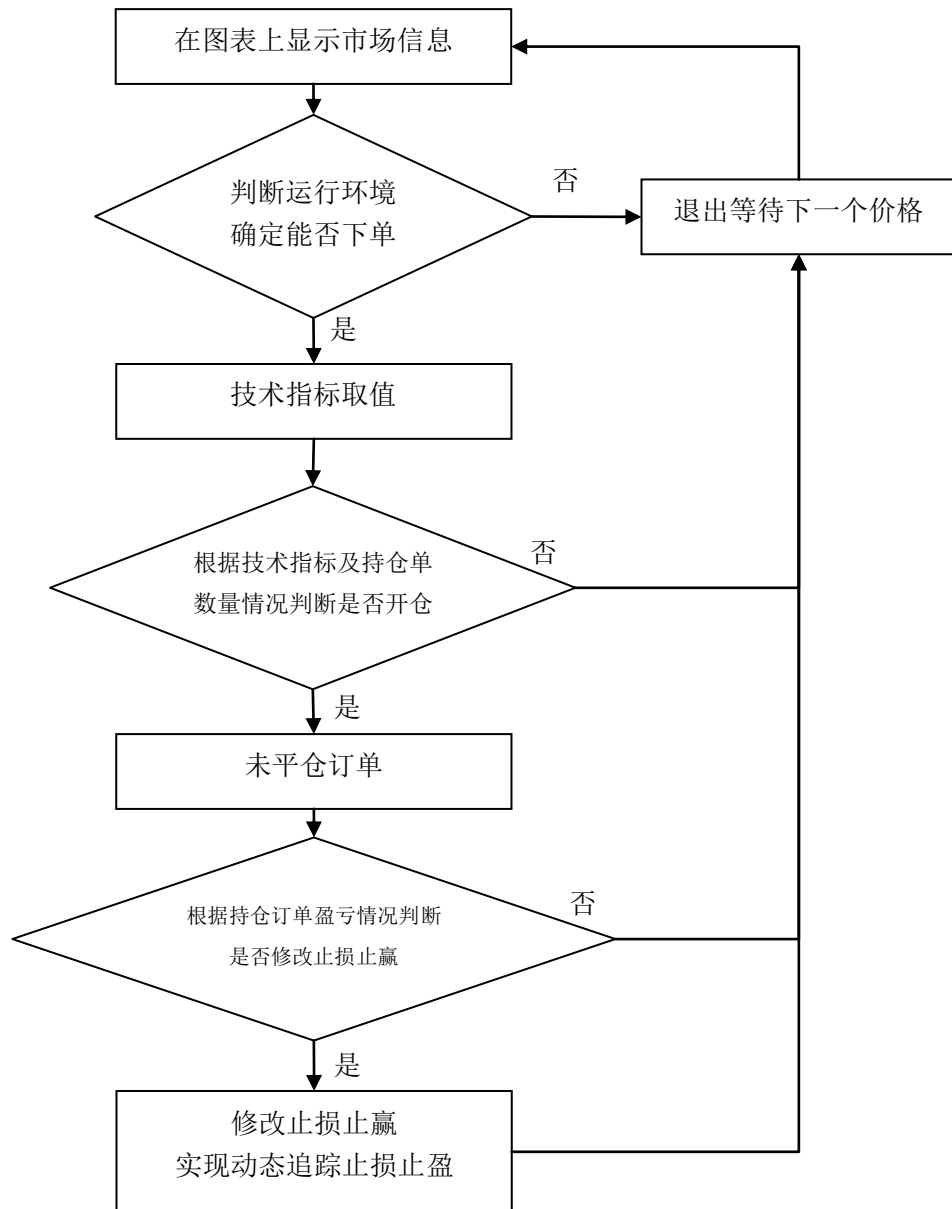 在图表上显示市场信息
判断运行环境
确定能否下单
否
退出等待下一个价格
是
技术指标取值
根据技术指标及持仓单
数量情况判断是否开仓
否
是
未平仓订单
根据持仓订单盈亏情况判断
是否修改止损止赢
否
是
修改止损止赢
实现动态追踪止损止盈